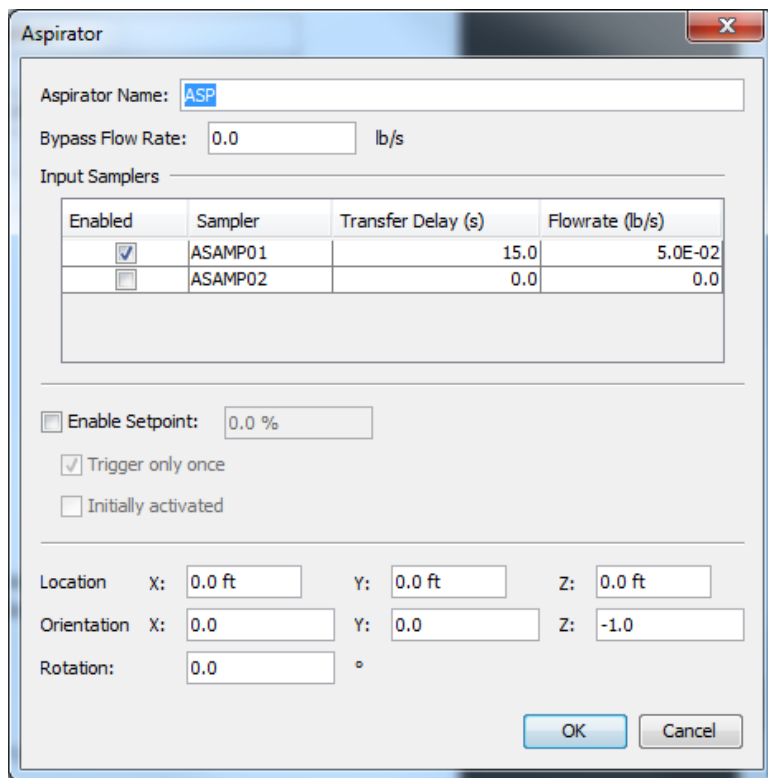 Aspirator
Aspirator Name: ASP
Bypass Flow Rate: 0.0 lb/s
Input Samplers
Enabled Sampler Transfer Delay (s) Flowrate (lb/s)
ASAMP01 15.0 5.0E-02
ASAMP02 0.0 0.0
Enable Setpoint: 0.0 %
Trigger only once
Initially activated
Location X: 0.0 ft Y: 0.0 ft Z: 0.0 ft
Orientation X: 0.0 Y: 0.0 Z: -1.0
Rotation: 0.0 °
OK Cancel